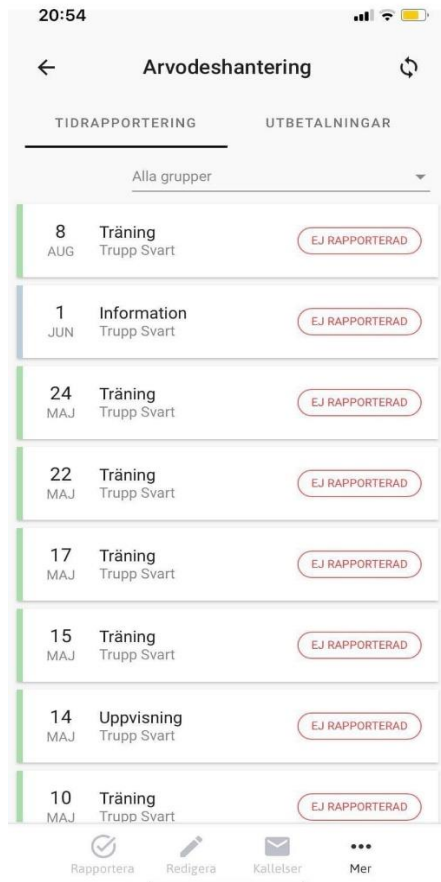 20:54
Arvodeshantering
TIDRAPPORTERING UTBETALNINGAR
Alla grupper
8 Träning
AUG Trupp Svart
EJ RAPPORTERAD
1 Information
JUN Trupp Svart
EJ RAPPORTERAD
24 Träning
MAJ Trupp Svart
EJ RAPPORTERAD
22 Träning
MAJ Trupp Svart
EJ RAPPORTERAD
17 Träning
MAJ Trupp Svart
EJ RAPPORTERAD
15 Träning
MAJ Trupp Svart
EJ RAPPORTERAD
14 Uppvisning
MAJ Trupp Svart
EJ RAPPORTERAD
10 Träning
MAJ Trupp Svart
EJ RAPPORTERAD
Rapportera Redigera Kallelser Mer